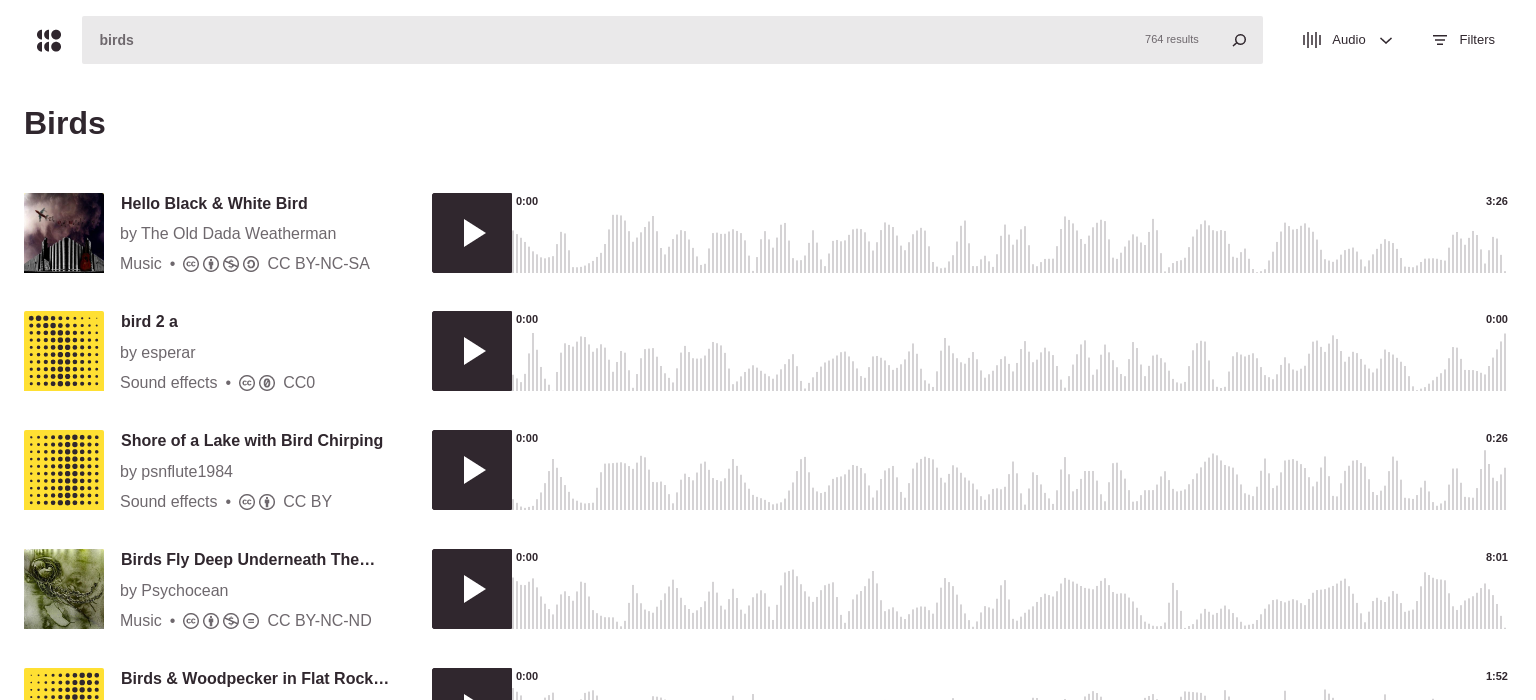 birds
764 results
Audio
Filters
Birds
Hello Black & White Bird
by The Old Dada Weatherman
Music • CC BY-NC-SA
0:00
3:26
bird 2 a
by esperar
Sound effects • CC0
0:00
0:00
Shore of a Lake with Bird Chirping
by psnflute1984
Sound effects • CC BY
0:00
0:26
Birds Fly Deep Underneath The…
by Psychocean
Music • CC BY-NC-ND
0:00
8:01
Birds & Woodpecker in Flat Rock…
0:00
1:52